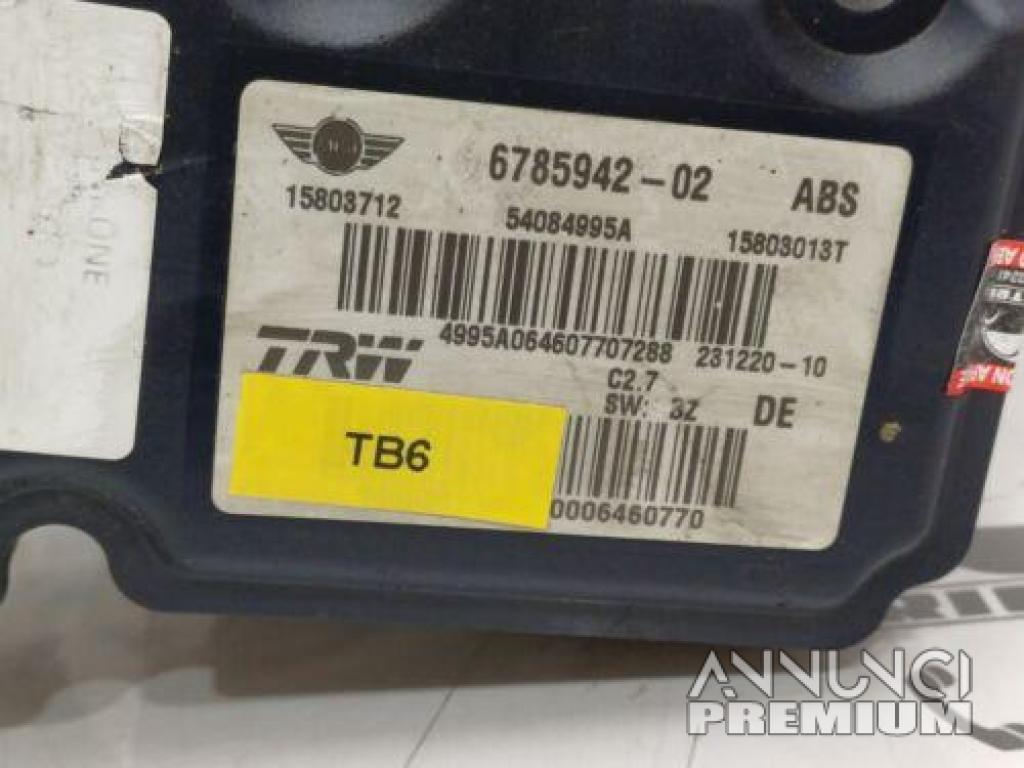 6785942-02 ABS
15803712 54084995A 15803013T
4995A064607707288 231220-10
TRW C2.7
SW: 3Z DE
TB6
0006460770
ONE
ANNUNCI
PREMIUM